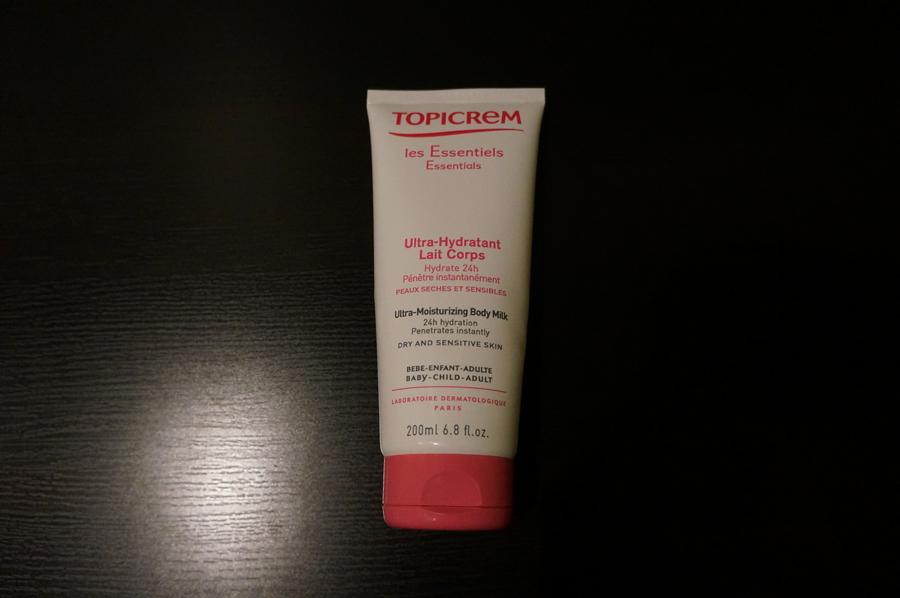 TOPICREM
les Essentiels
Essentials
Ultra-Hydratant
Lait Corps
Hydrate 24h
Pénètre instantanément
PEAUX SECHES ET SENSIBLES
Ultra-Moisturizing Body Milk
24h hydration
Penetrates instantly
DRY AND SENSITIVE SKIN
BEBE-ENFANT-ADULTE
BABY-CHILD-ADULT
LABORATOIRE DERMATOLOGIQUE
PARIS
200ml 6.8 fl.oz.